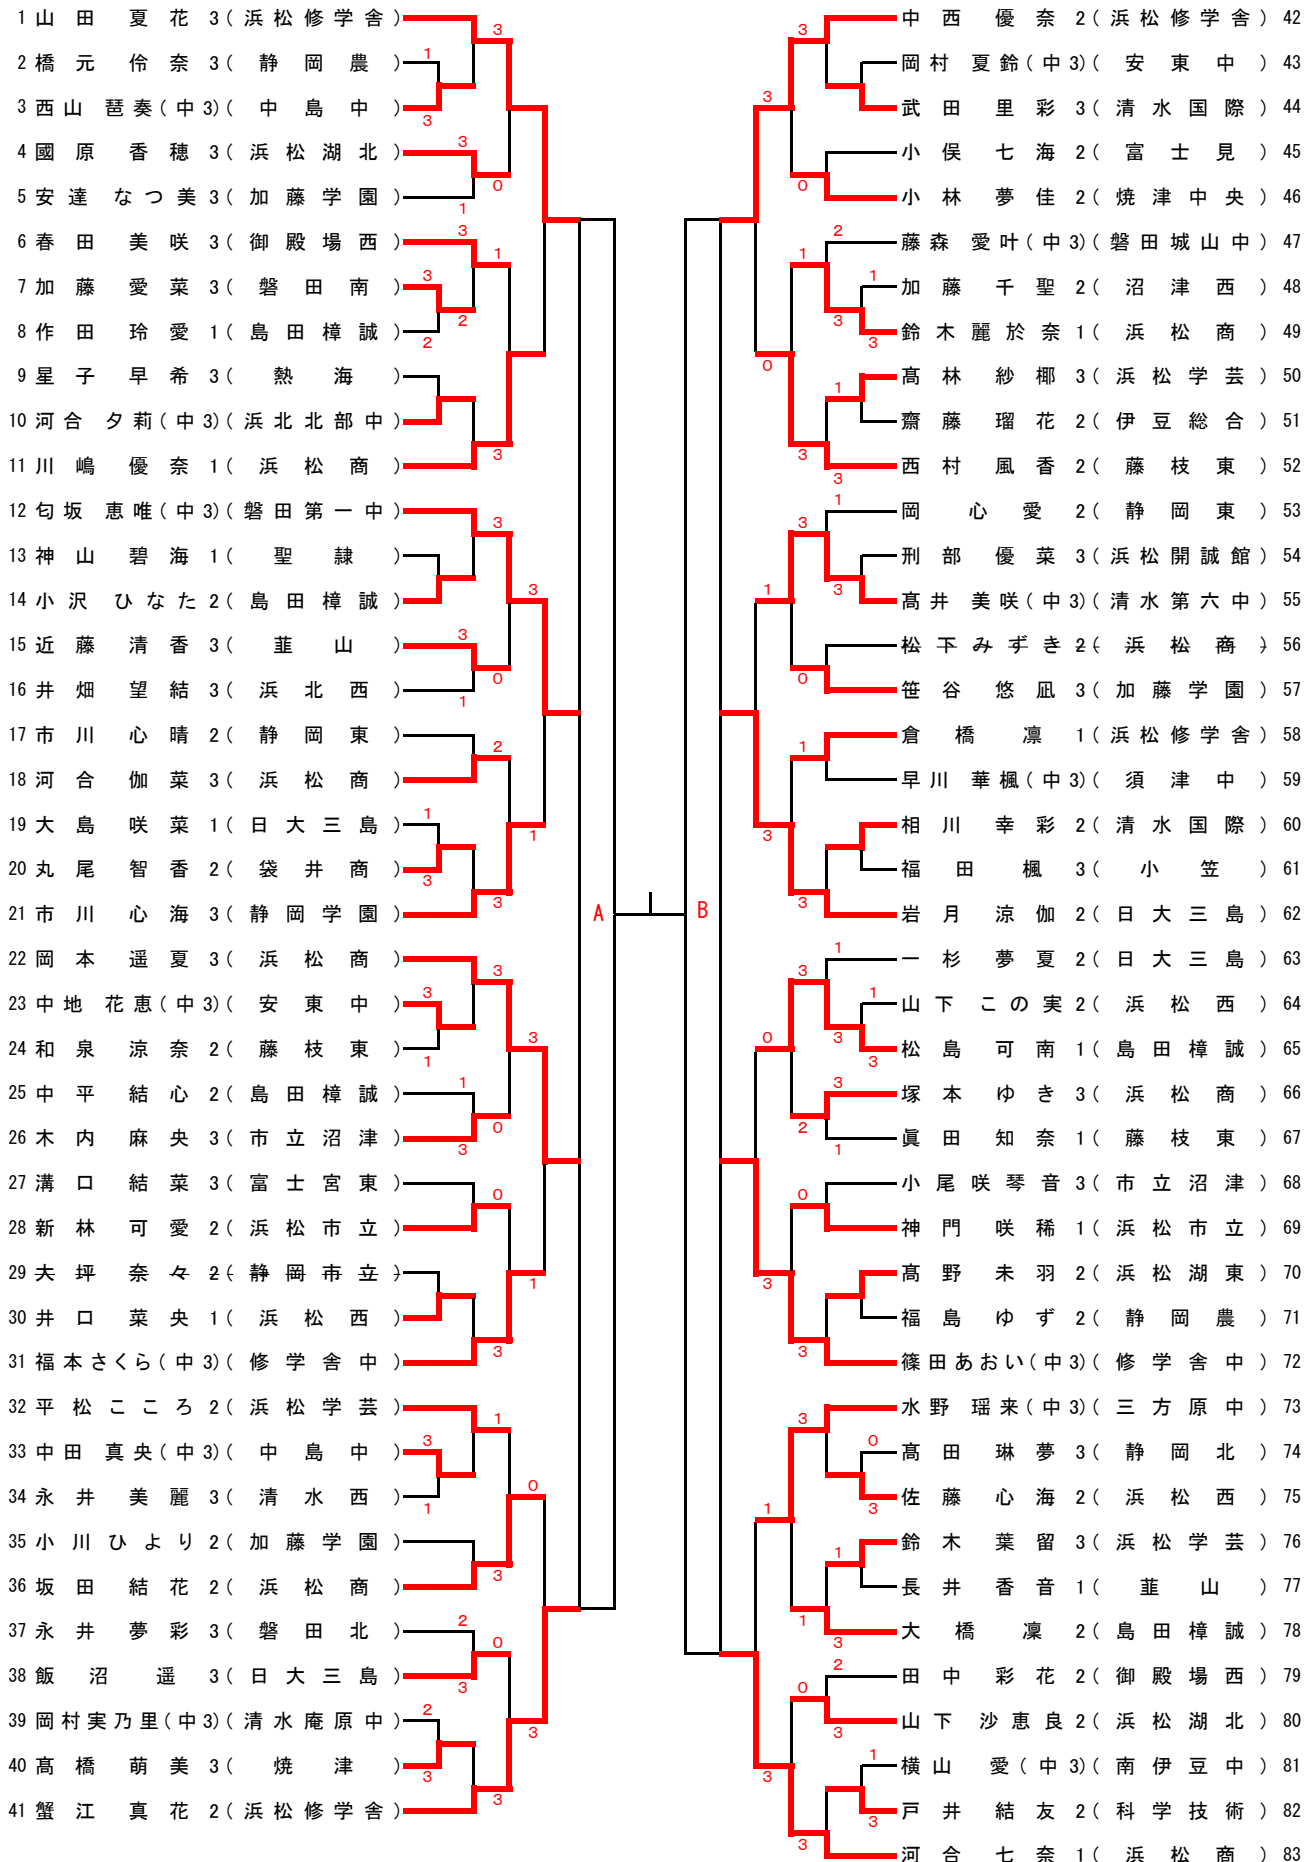 1 山田 夏花 3 (浜松修学舎)
2 橋元 伶奈 3 (静岡農)
3 西山 琶奏 (中3) (中島中)
4 國原 香穂 3 (浜松湖北)
5 安達 なつ美 3 (加藤学園)
6 春田 美咲 3 (御殿場西)
7 加藤 愛菜 3 (磐田南)
8 作田 玲愛 1 (島田樟誠)
9 星子 早希 3 (熱海)
10 河合 夕莉 (中3) (浜北北部中)
11 川嶋 優奈 1 (浜松商)
12 匂坂 恵唯 (中3) (磐田第一中)
13 神山 碧海 1 (聖隷)
14 小沢 ひなた 2 (島田樟誠)
15 近藤 清香 3 (韮山)
16 井畑 望結 3 (浜北西)
17 市川 心晴 2 (静岡東)
18 河合 伽菜 3 (浜松商)
19 大島 咲菜 1 (日大三島)
20 丸尾 智香 2 (袋井商)
21 市川 心海 3 (静岡学園)
22 岡本 遥夏 3 (浜松商)
23 中地 花恵 (中3) (安東中)
24 和泉 涼奈 2 (藤枝東)
25 中平 結心 2 (島田樟誠)
26 木内 麻央 3 (市立沼津)
27 溝口 結菜 3 (富士宮東)
28 新林 可愛 2 (浜松市立)
29 大坪 奈々 2 (静岡市立)
30 井口 菜央 1 (浜松西)
31 福本さくら (中3) (修学舎中)
32 平松こころ 2 (浜松学芸)
33 中田 真央 (中3) (中島中)
34 永井 美麗 3 (清水西)
35 小川ひより 2 (加藤学園)
36 坂田 結花 2 (浜松商)
37 永井 夢彩 3 (磐田北)
38 飯沼 遥 3 (日大三島)
39 岡村実乃里 (中3) (清水庵原中)
40 髙橋 萌美 3 (焼津)
41 蟹江 真花 2 (浜松修学舎)
A
B
中西 優奈 2 (浜松修学舎) 42
岡村 夏鈴 (中3) (安東中) 43
武田 里彩 3 (清水国際) 44
小俣 七海 2 (富士見) 45
小林 夢佳 2 (焼津中央) 46
藤森 愛叶 (中3) (磐田城山中) 47
加藤 千聖 2 (沼津西) 48
鈴木麗於奈 1 (浜松商) 49
髙林 紗椰 3 (浜松学芸) 50
齋藤 瑠花 2 (伊豆総合) 51
西村 風香 2 (藤枝東) 52
岡 心愛 2 (静岡東) 53
刑部 優菜 3 (浜松開誠館) 54
髙井 美咲 (中3) (清水第六中) 55
松下みずき 2 (浜松商) 56
笹谷 悠凪 3 (加藤学園) 57
倉橋 凛 1 (浜松修学舎) 58
早川 華楓 (中3) (須津中) 59
相川 幸彩 2 (清水国際) 60
福田 楓 3 (小笠) 61
岩月 涼伽 2 (日大三島) 62
一杉 夢夏 2 (日大三島) 63
山下 この実 2 (浜松西) 64
松島 可南 1 (島田樟誠) 65
塚本 ゆき 3 (浜松商) 66
眞田 知奈 1 (藤枝東) 67
小尾咲琴音 3 (市立沼津) 68
神門 咲稀 1 (浜松市立) 69
髙野 未羽 2 (浜松湖東) 70
福島 ゆず 2 (静岡農) 71
篠田あおい (中3) (修学舎中) 72
水野 瑶来 (中3) (三方原中) 73
髙田 琳夢 3 (静岡北) 74
佐藤 心海 2 (浜松西) 75
鈴木 葉留 3 (浜松学芸) 76
長井 香音 1 (韮山) 77
大橋 凜 2 (島田樟誠) 78
田中 彩花 2 (御殿場西) 79
山下 沙恵良 2 (浜松湖北) 80
横山 愛 (中3) (南伊豆中) 81
戸井 結友 2 (科学技術) 82
河合 七奈 1 (浜松商) 83